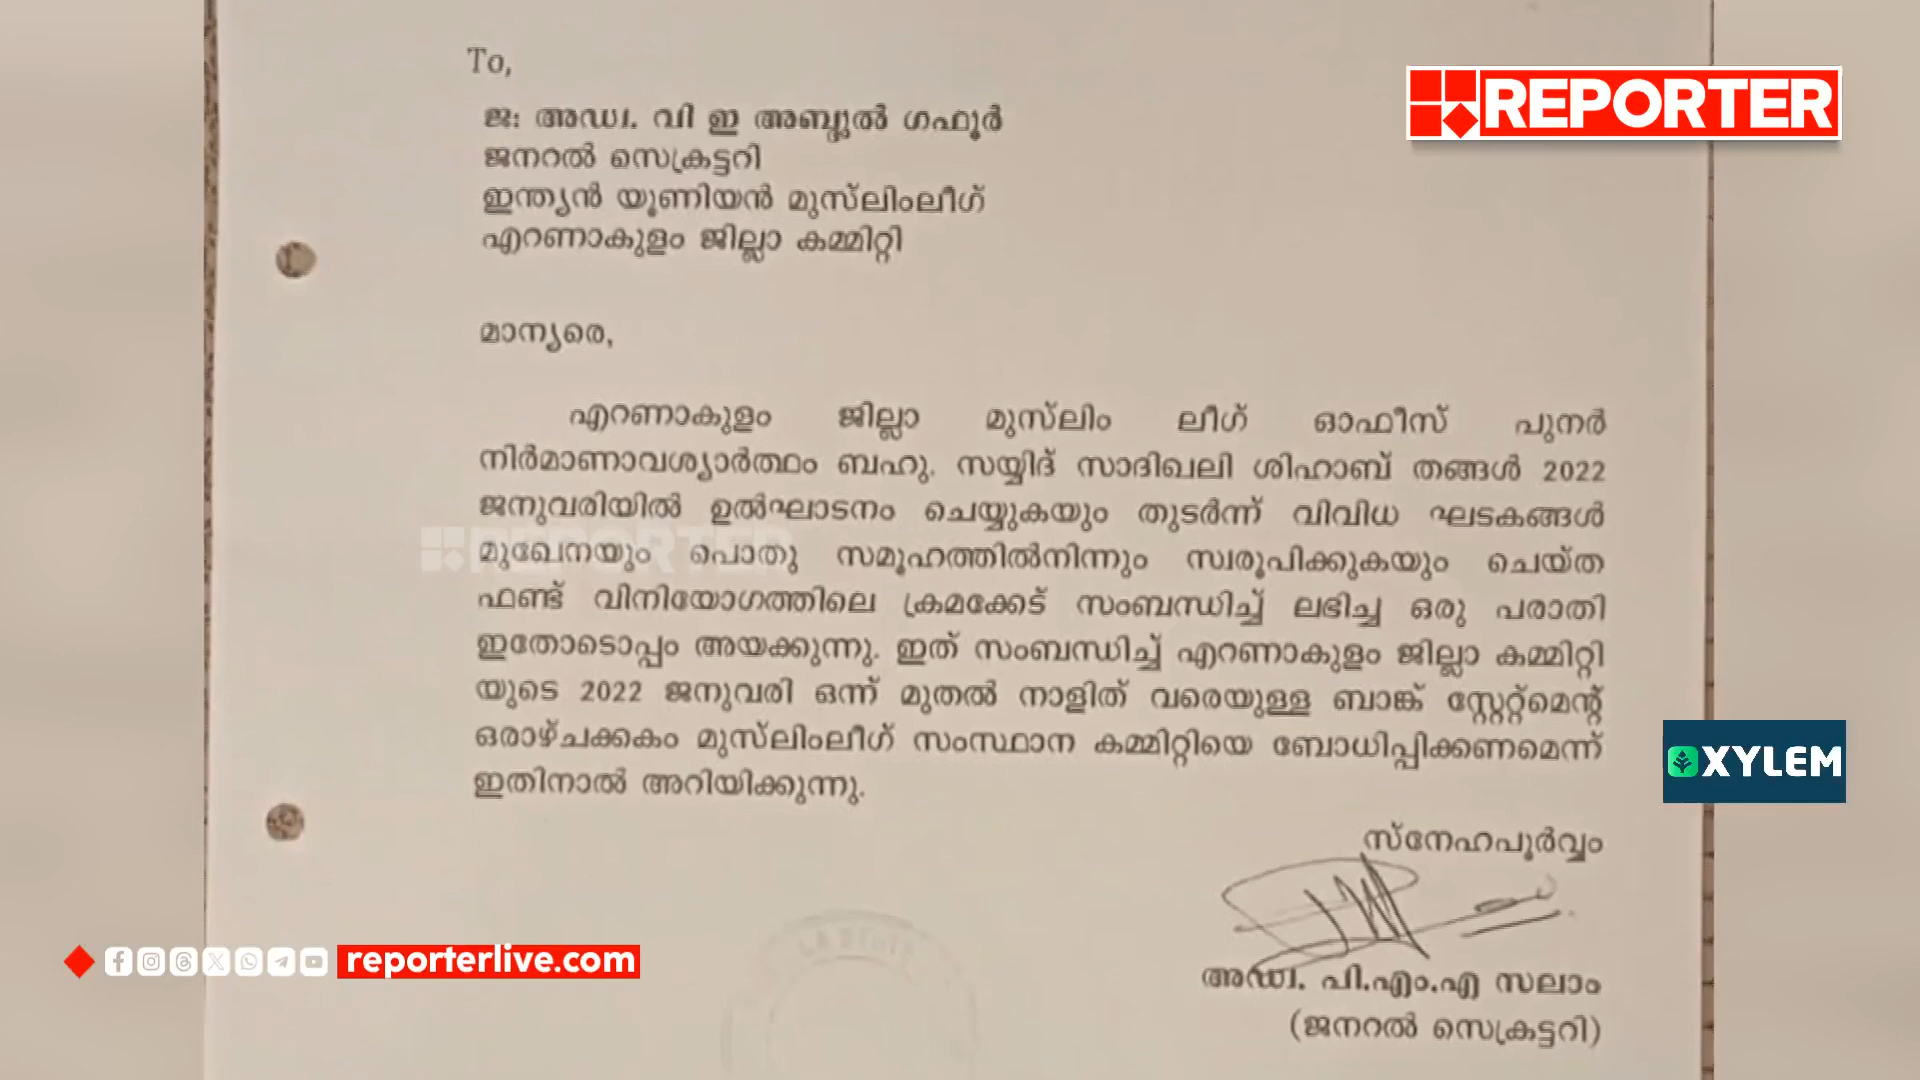 To,
ജ: അഡ്വ. വി ഇ അബ്ദുൽ ഗഫൂർ
ജനറൽ സെക്രട്ടറി
ഇന്ത്യൻ യൂണിയൻ മുസ്‌ലിംലീഗ്
എറണാകുളം ജില്ലാ കമ്മിറ്റി
മാന്യരെ,
എറണാകുളം ജില്ലാ മുസ്‌ലിം ലീഗ് ഓഫീസ് പുനർ
നിർമാണാവശ്യാർത്ഥം ബഹു. സയ്യിദ് സാദിഖലി ശിഹാബ് തങ്ങൾ 2022
ജനുവരിയിൽ ഉൽഘാടനം ചെയ്യുകയും തുടർന്ന് വിവിധ ഘടകങ്ങൾ
മുഖേനയും പൊതു സമൂഹത്തിൽനിന്നും സ്വരൂപിക്കുകയും ചെയ്ത
ഫണ്ട് വിനിയോഗത്തിലെ ക്രമക്കേട് സംബന്ധിച്ച് ലഭിച്ച ഒരു പരാതി
ഇതോടൊപ്പം അയക്കുന്നു. ഇത് സംബന്ധിച്ച് എറണാകുളം ജില്ലാ കമ്മിറ്റി
യുടെ 2022 ജനുവരി ഒന്ന് മുതൽ നാളിത് വരെയുള്ള ബാങ്ക് സ്റ്റേറ്റ്മെന്റ്
ഒരാഴ്ചക്കകം മുസ്‌ലിംലീഗ് സംസ്ഥാന കമ്മിറ്റിയെ ബോധിപ്പിക്കണമെന്ന്
ഇതിനാൽ അറിയിക്കുന്നു.
സ്നേഹപൂർവ്വം
അഡ്വ. പി.എം.എ സലാം
(ജനറൽ സെക്രട്ടറി)
REPORTER
REPORTER
XYLEM
reporterlive.com